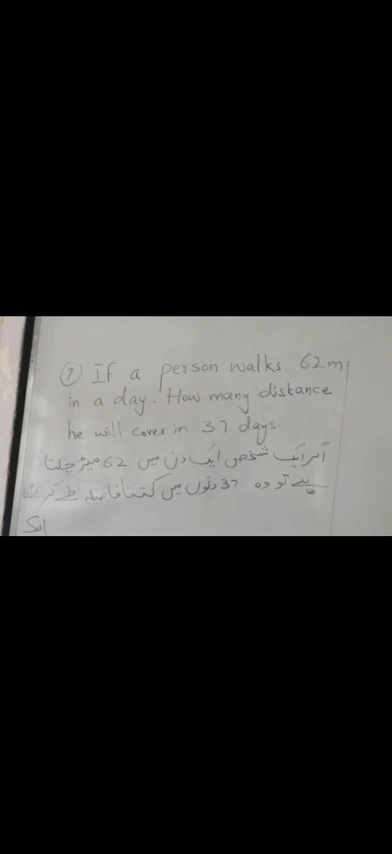 ⑦ If a person walks 62m
in a day. How many distance
he will cover in 37 days.
اگر ایک شخص ایک دن میں 62 میٹر چلتا
ہے تو وہ 37 دنوں میں کتنا فاصلہ طے کرے گا
Sol